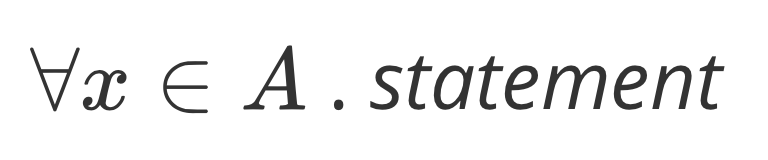 ∀x ∈ A . statement